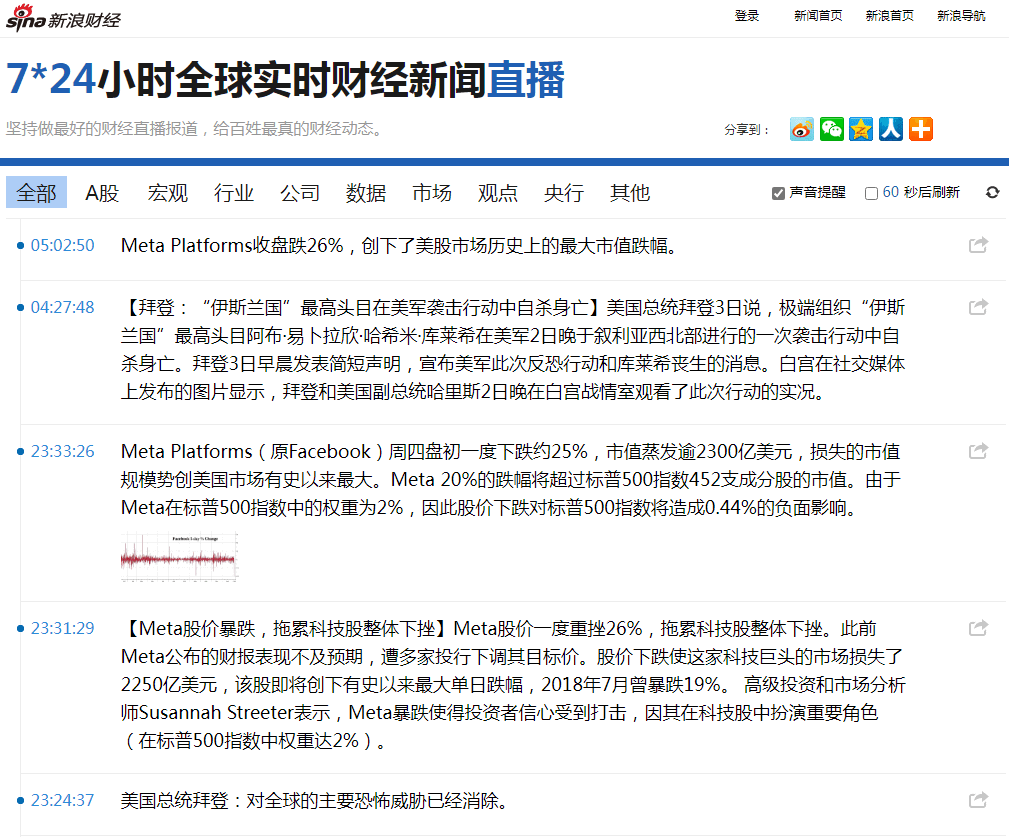 sina新浪财经
登录 新闻首页 新浪首页 新浪导航
7*24小时全球实时财经新闻直播
坚持做最好的财经直播报道，给百姓最真的财经动态。
分享到：
全部 A股 宏观 行业 公司 数据 市场 观点 央行 其他
声音提醒 60 秒后刷新
05:02:50 Meta Platforms收盘跌26%，创下了美股市场历史上的最大市值跌幅。
04:27:48 【拜登：“伊斯兰国”最高头目在美军袭击行动中自杀身亡】美国总统拜登3日说，极端组织“伊斯
兰国”最高头目阿布·易卜拉欣·哈希米·库莱希在美军2日晚于叙利亚西北部进行的一次袭击行动中自
杀身亡。拜登3日早晨发表简短声明，宣布美军此次反恐行动和库莱希丧生的消息。白宫在社交媒体
上发布的图片显示，拜登和美国副总统哈里斯2日晚在白宫战情室观看了此次行动的实况。
23:33:26 Meta Platforms（原Facebook）周四盘初一度下跌约25%，市值蒸发逾2300亿美元，损失的市值
规模势创美国市场有史以来最大。Meta 20%的跌幅将超过标普500指数452支成分股的市值。由于
Meta在标普500指数中的权重为2%，因此股价下跌对标普500指数将造成0.44%的负面影响。
Facebook 1-day % Change
23:31:29 【Meta股价暴跌，拖累科技股整体下挫】Meta股价一度重挫26%，拖累科技股整体下挫。此前
Meta公布的财报表现不及预期，遭多家投行下调其目标价。股价下跌使这家科技巨头的市场损失了
2250亿美元，该股即将创下有史以来最大单日跌幅，2018年7月曾暴跌19%。 高级投资和市场分析
师Susannah Streeter表示，Meta暴跌使得投资者信心受到打击，因其在科技股中扮演重要角色
（在标普500指数中权重达2%）。
23:24:37 美国总统拜登：对全球的主要恐怖威胁已经消除。